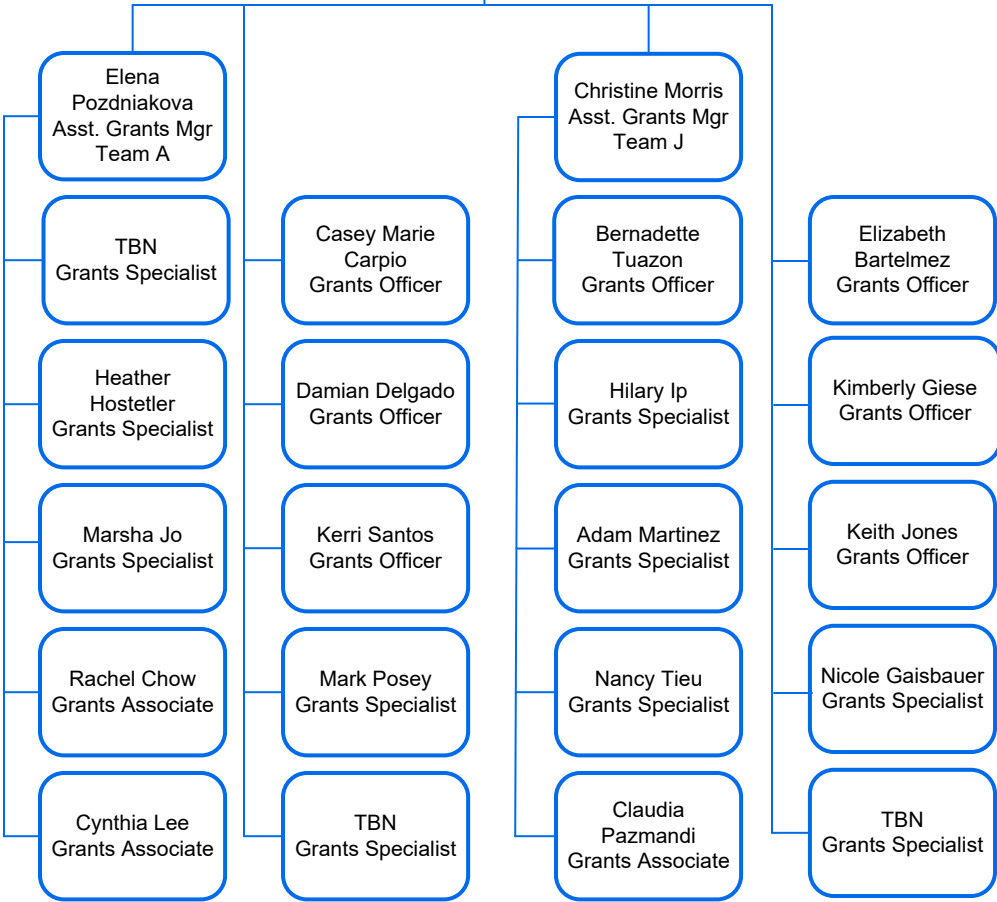 Elena
Pozdniakova
Asst. Grants Mgr
Team A
TBN
Grants Specialist
Heather
Hostetler
Grants Specialist
Marsha Jo
Grants Specialist
Rachel Chow
Grants Associate
Cynthia Lee
Grants Associate
Casey Marie
Carpio
Grants Officer
Damian Delgado
Grants Officer
Kerri Santos
Grants Officer
Mark Posey
Grants Specialist
TBN
Grants Specialist
Christine Morris
Asst. Grants Mgr
Team J
Bernadette
Tuazon
Grants Officer
Hilary Ip
Grants Specialist
Adam Martinez
Grants Specialist
Nancy Tieu
Grants Specialist
Claudia
Pazmandi
Grants Associate
Elizabeth
Bartelmez
Grants Officer
Kimberly Giese
Grants Officer
Keith Jones
Grants Officer
Nicole Gaisbauer
Grants Specialist
TBN
Grants Specialist